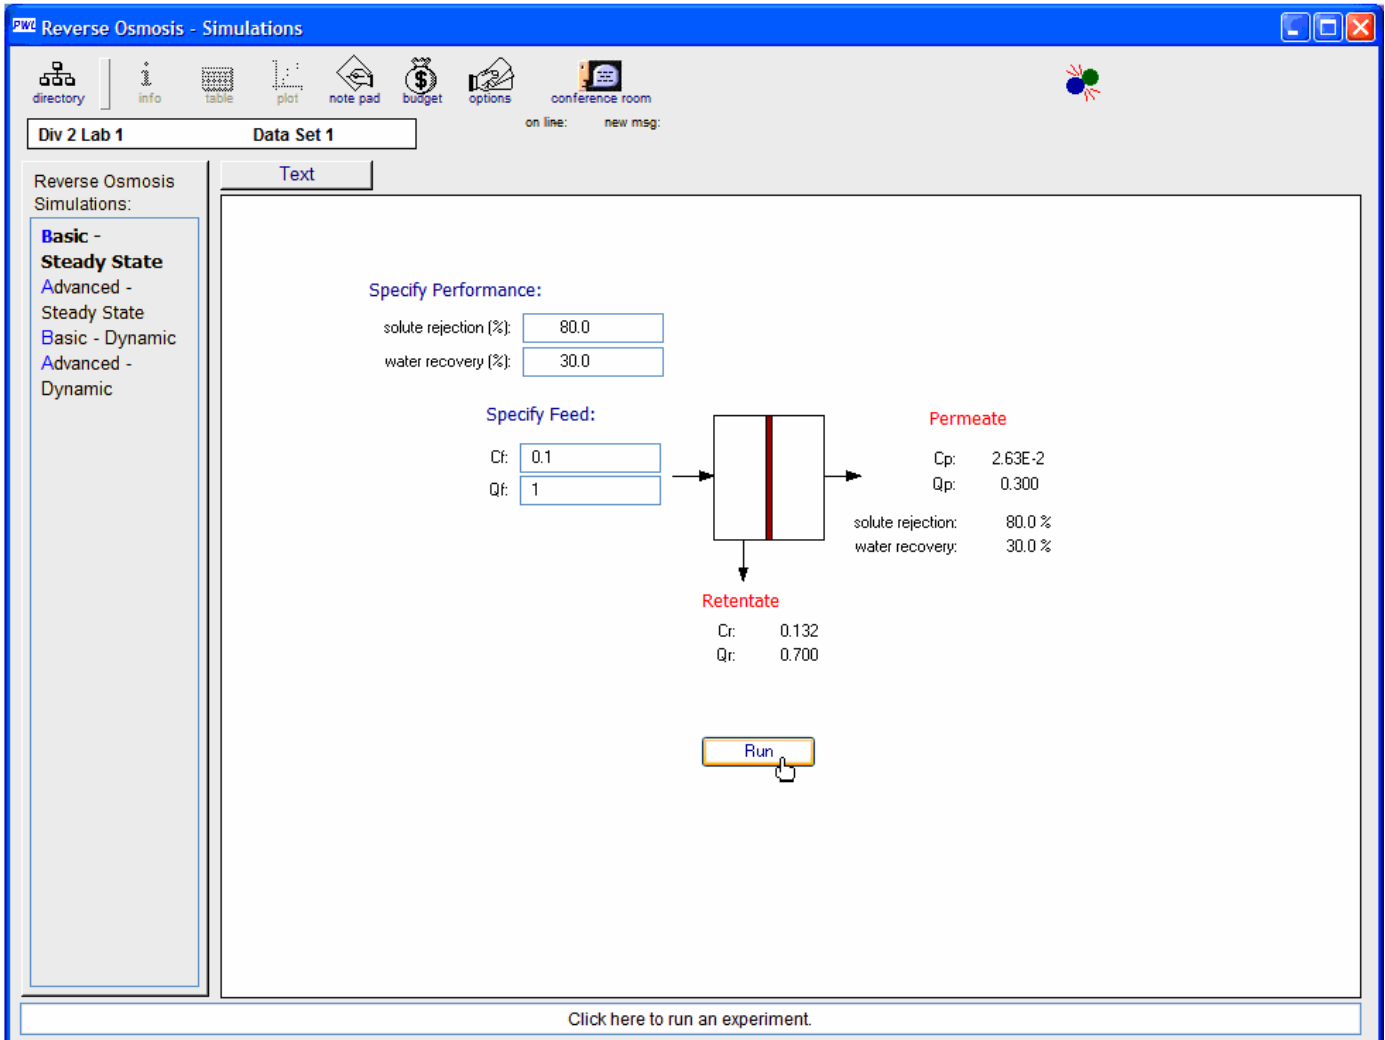 PWL Reverse Osmosis - Simulations
directory info table plot note pad budget options conference room
on line: new msg:
Div 2 Lab 1 Data Set 1
Reverse Osmosis
Simulations:
Basic -
Steady State
Advanced -
Steady State
Basic - Dynamic
Advanced -
Dynamic
Text
Specify Performance:
solute rejection (%): 80.0
water recovery (%): 30.0
Specify Feed:
Cf: 0.1
Qf: 1
Permeate
Cp: 2.63E-2
Qp: 0.300
solute rejection: 80.0 %
water recovery: 30.0 %
Retentate
Cr: 0.132
Qr: 0.700
Run
Click here to run an experiment.